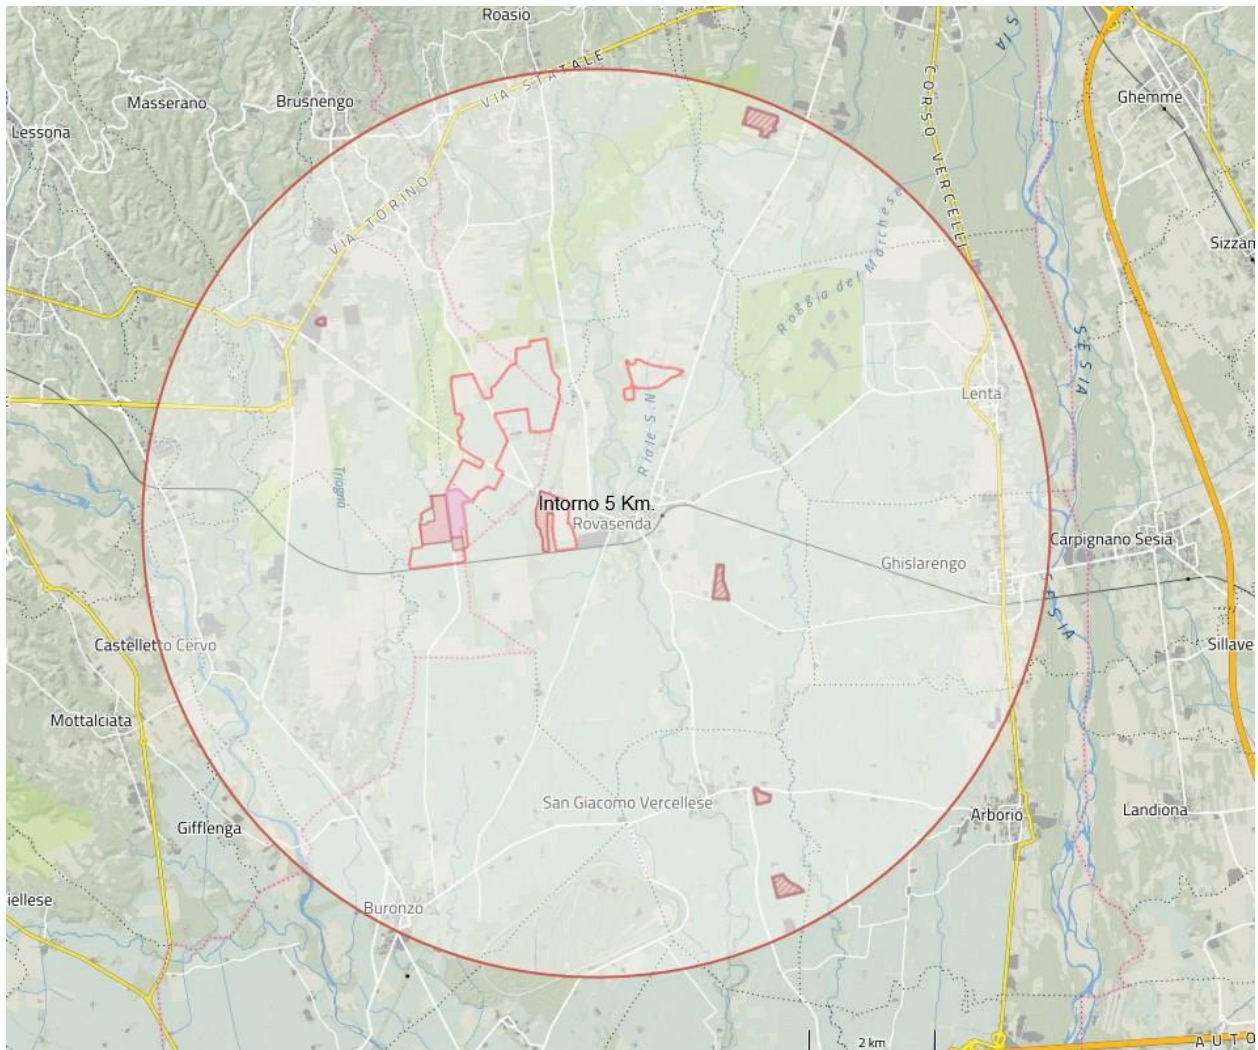 Roasio
SIA
VIA STATALE
Masserano
Brusnengo
Ghemme
Lessona
CORSO VERCELLI
VIA TORINO
Roggia del Marchese
Sizzan
SESIA
Lenta
Riale S.N
Triogna
Intorno 5 Km.
Rovasenda
Carpignano Sesia
Ghislarengo
SESIA
Castelletto Cervo
Sillave
Mottalciata
San Giacomo Vercellese
Arborio
Landiona
Gifflenga
iellese
Buronzo
2 km
AUTO